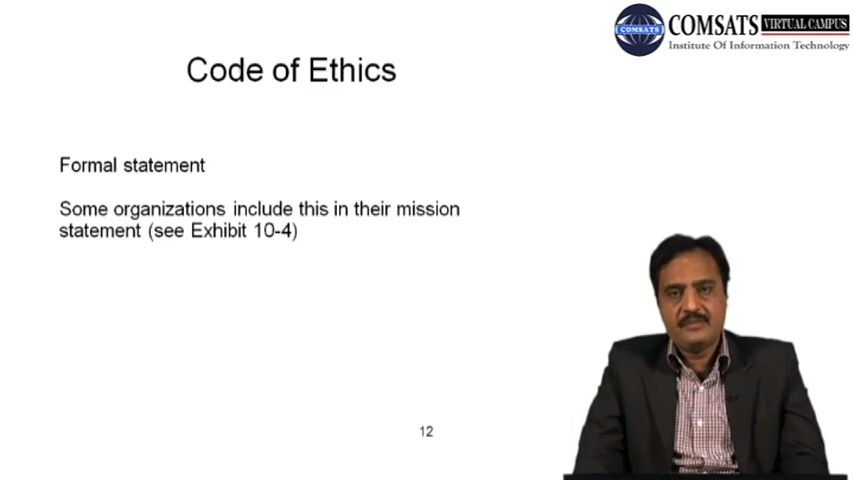 COMSATS VIRTUAL CAMPUS
COMSATS
Institute Of Information Technology
Code of Ethics
Formal statement
Some organizations include this in their mission
statement (see Exhibit 10-4)
12